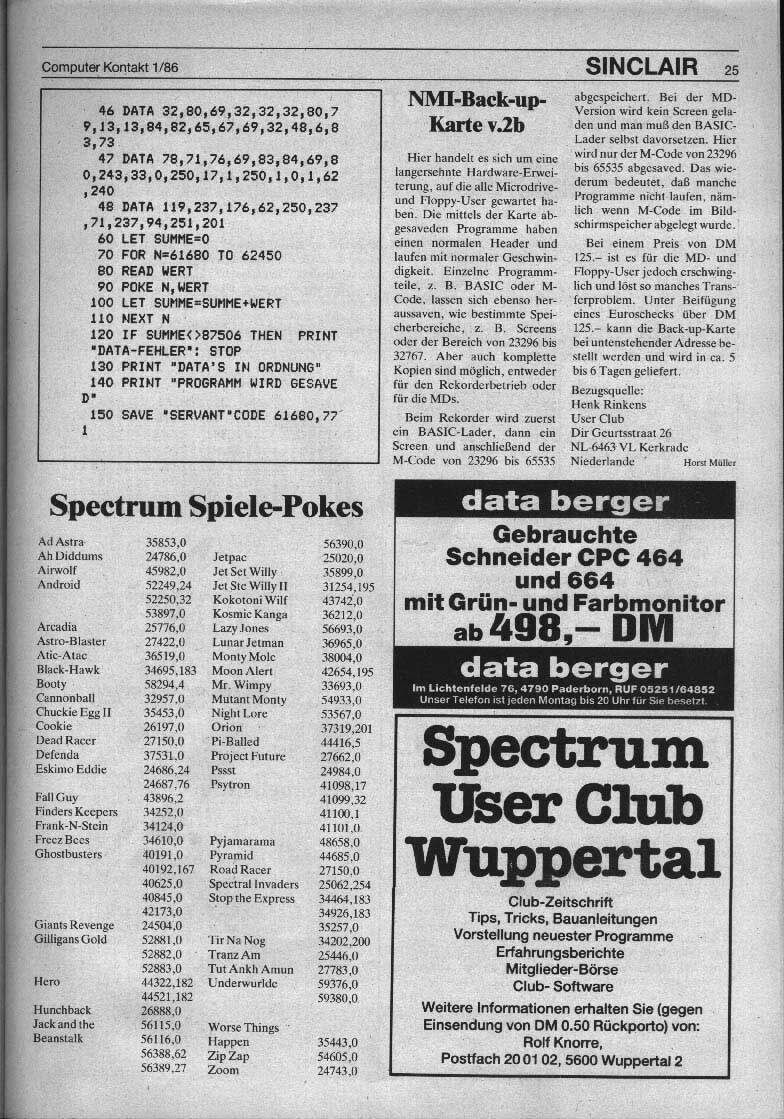 Computer Kontakt 1/86
SINCLAIR 25
46 DATA 32,80,69,32,32,32,80,7
9,13,13,84,82,65,67,69,32,48,6,8
3,73
47 DATA 78,71,76,69,83,84,69,8
0,243,33,0,250,17,1,250,1,0,1,62
,240
48 DATA 119,237,176,62,250,237
,71,237,94,251,201
60 LET SUMME=0
70 FOR N=61680 TO 62450
80 READ WERT
90 POKE N,WERT
100 LET SUMME=SUMME+WERT
110 NEXT N
120 IF SUMME<>87506 THEN PRINT
"DATA-FEHLER": STOP
130 PRINT "DATA'S IN ORDNUNG"
140 PRINT "PROGRAMM WIRD GESAVE
D"
150 SAVE "SERVANT"CODE 61680,77
1
NMI-Back-up-
Karte v.2b
Hier handelt es sich um eine
langersehnte Hardware-Erwei-
terung, auf die alle Microdrive-
und Floppy-User gewartet ha-
ben. Die mittels der Karte ab-
gesaveden Programme haben
einen normalen Header und
laufen mit normaler Geschwin-
digkeit. Einzelne Programm-
teile, z. B. BASIC oder M-
Code, lassen sich ebenso her-
aussaven, wie bestimmte Spei-
cherbereiche, z. B. Screens
oder der Bereich von 23296 bis
32767. Aber auch komplette
Kopien sind möglich, entweder
für den Rekorderbetrieb oder
für die MDs.
Beim Rekorder wird zuerst
ein BASIC-Lader, dann ein
Screen und anschließend der
M-Code von 23296 bis 65535
abgespeichert. Bei der MD-
Version wird kein Screen gela-
den und man muß den BASIC-
Lader selbst davorsetzen. Hier
wird nur der M-Code von 23296
bis 65535 abgesaved. Das wie-
derum bedeutet, daß manche
Programme nicht laufen, näm-
lich wenn M-Code im Bild-
schirmspeicher abgelegt wurde.
Bei einem Preis von DM
125.– ist es für die MD- und
Floppy-User jedoch erschwing-
lich und löst so manches Trans-
ferproblem. Unter Beifügung
eines Euroschecks über DM
125.– kann die Back-up-Karte
bei untenstehender Adresse be-
stellt werden und wird in ca. 5
bis 6 Tagen geliefert.
Bezugsquelle:
Henk Rinkens
User Club
Dir Geurtsstraat 26
NL-6463 VL Kerkrade
Niederlande Horst Müller
Spectrum Spiele-Pokes
Ad Astra 35853,0
Ah Diddums 24786,0
Airwolf 45982,0
Android 52249,24
52250,32
53897,0
Arcadia 25776,0
Astro-Blaster 27422,0
Atic-Atac 36519,0
Black-Hawk 34695,183
Booty 58294,4
Cannonball 32957,0
Chuckie Egg II 35453,0
Cookie 26197,0
Dead Racer 27150,0
Defenda 37531,0
Eskimo Eddie 24686,24
24687,76
Fall Guy 43896,2
Finders Keepers 34252,0
Frank-N-Stein 34124,0
Freez Bees 34610,0
Ghostbusters 40191,0
40192,167
40625,0
40845,0
42173,0
Giants Revenge 24504,0
Gilligans Gold 52881,0
52882,0
52883,0
Hero 44322,182
44521,182
Hunchback 26888,0
Jack and the 56115,0
Beanstalk 56116,0
56388,62
56389,27
56390,0
Jetpac 25020,0
Jet Set Willy 35899,0
Jet Stc Willy II 31254,195
Kokotoni Wilf 43742,0
Kosmic Kanga 36212,0
Lazy Jones 56693,0
Lunar Jetman 36965,0
Monty Mole 38004,0
Moon Alert 42654,195
Mr. Wimpy 33693,0
Mutant Monty 54933,0
Night Lore 53567,0
Orion 37319,201
Pi-Balled 44416,5
Project Future 27662,0
Pssst 24984,0
Psytron 41098,17
41099,32
41100,1
41101,0
Pyjamarama 48658,0
Pyramid 44685,0
Road Racer 27150,0
Spectral Invaders 25062,254
Stop the Express 34464,183
34926,183
35257,0
Tir Na Nog 34202,200
Tranz Am 25446,0
Tut Ankh Amun 27783,0
Underwurlde 59376,0
59380,0
Worse Things
Happen 35443,0
Zip Zap 54605,0
Zoom 24743,0
data berger
Gebrauchte
Schneider CPC 464
und 664
mit Grün- und Farbmonitor
ab 498,– DM
data berger
Im Lichtenfelde 76, 4790 Paderborn, RUF 05251/64852
Unser Telefon ist jeden Montag bis 20 Uhr für Sie besetzt.
Spectrum
User Club
Wuppertal
Club-Zeitschrift
Tips, Tricks, Bauanleitungen
Vorstellung neuester Programme
Erfahrungsberichte
Mitglieder-Börse
Club- Software
Weitere Informationen erhalten Sie (gegen
Einsendung von DM 0.50 Rückporto) von:
Rolf Knorre,
Postfach 20 01 02, 5600 Wuppertal 2